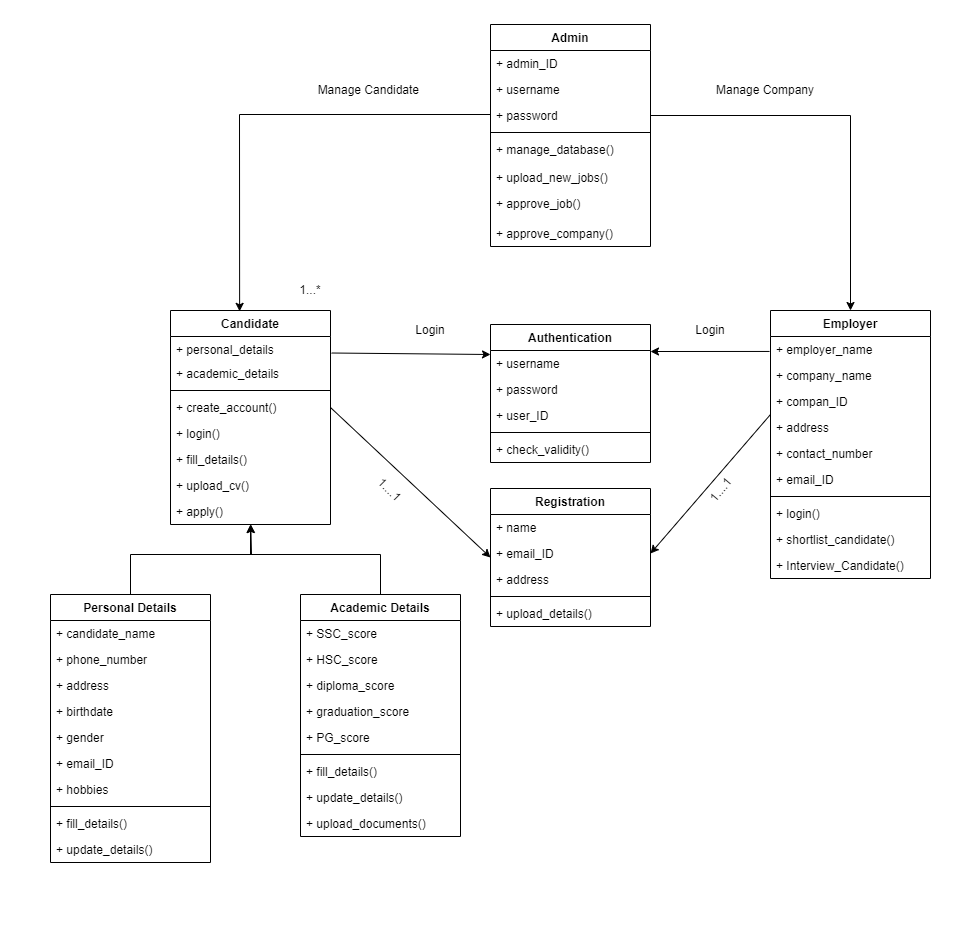 Admin
+ admin_ID
+ username
+ password
+ manage_database()
+ upload_new_jobs()
+ approve_job()
+ approve_company()
Manage Candidate
Manage Company
1...*
Candidate
+ personal_details
+ academic_details
+ create_account()
+ login()
+ fill_details()
+ upload_cv()
+ apply()
Login
Authentication
+ username
+ password
+ user_ID
+ check_validity()
Login
Employer
+ employer_name
+ company_name
+ compan_ID
+ address
+ contact_number
+ email_ID
+ login()
+ shortlist_candidate()
+ Interview_Candidate()
1....1
Registration
+ name
+ email_ID
+ address
+ upload_details()
1....1
Personal Details
+ candidate_name
+ phone_number
+ address
+ birthdate
+ gender
+ email_ID
+ hobbies
+ fill_details()
+ update_details()
Academic Details
+ SSC_score
+ HSC_score
+ diploma_score
+ graduation_score
+ PG_score
+ fill_details()
+ update_details()
+ upload_documents()